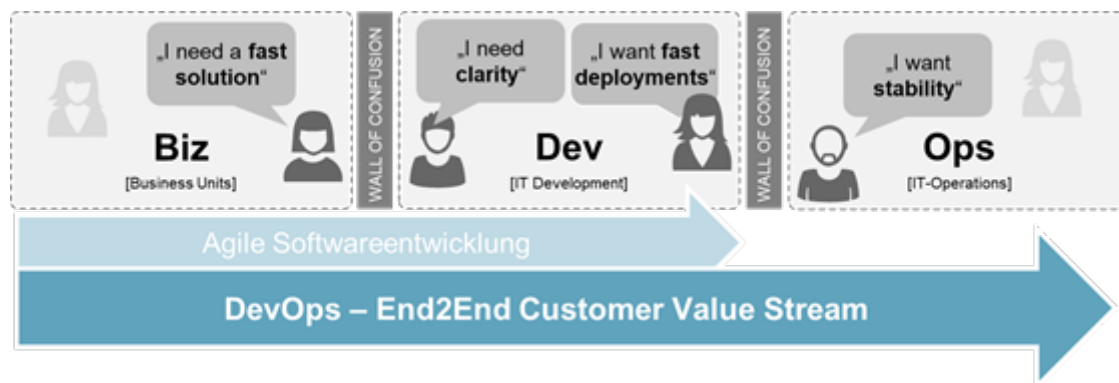 „I need a fast
solution“
Biz
[Business Units]
WALL OF CONFUSION
„I need
clarity“
„I want fast
deployments“
Dev
[IT Development]
WALL OF CONFUSION
„I want
stability“
Ops
[IT-Operations]
Agile Softwareentwicklung
DevOps – End2End Customer Value Stream